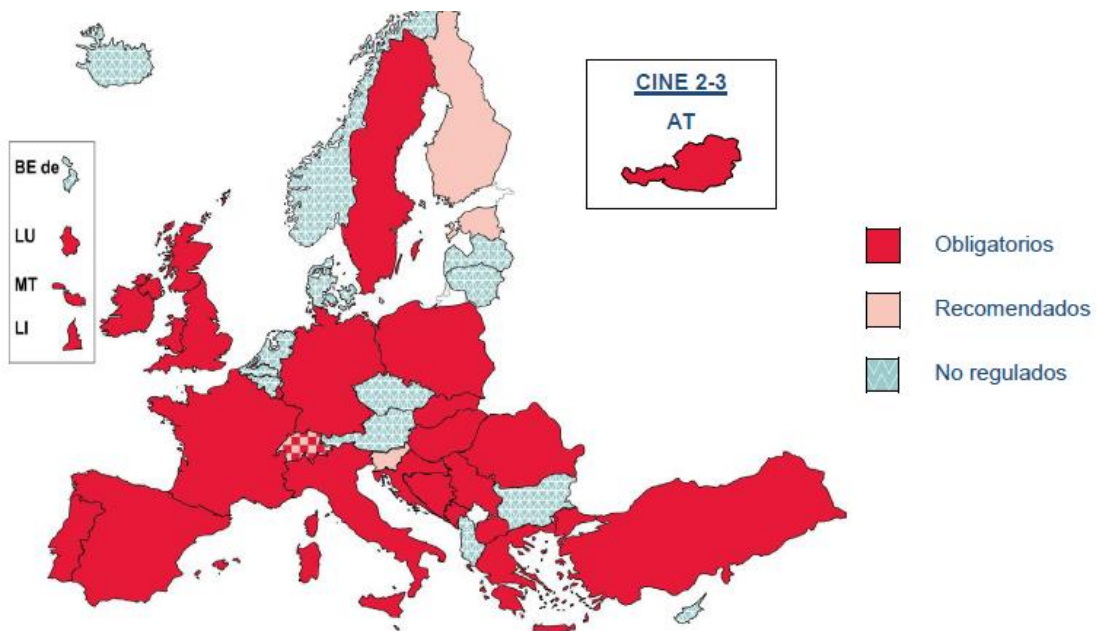 CINE 2-3
AT
BE de
LU
MT
LI
Obligatorios
Recomendados
No regulados